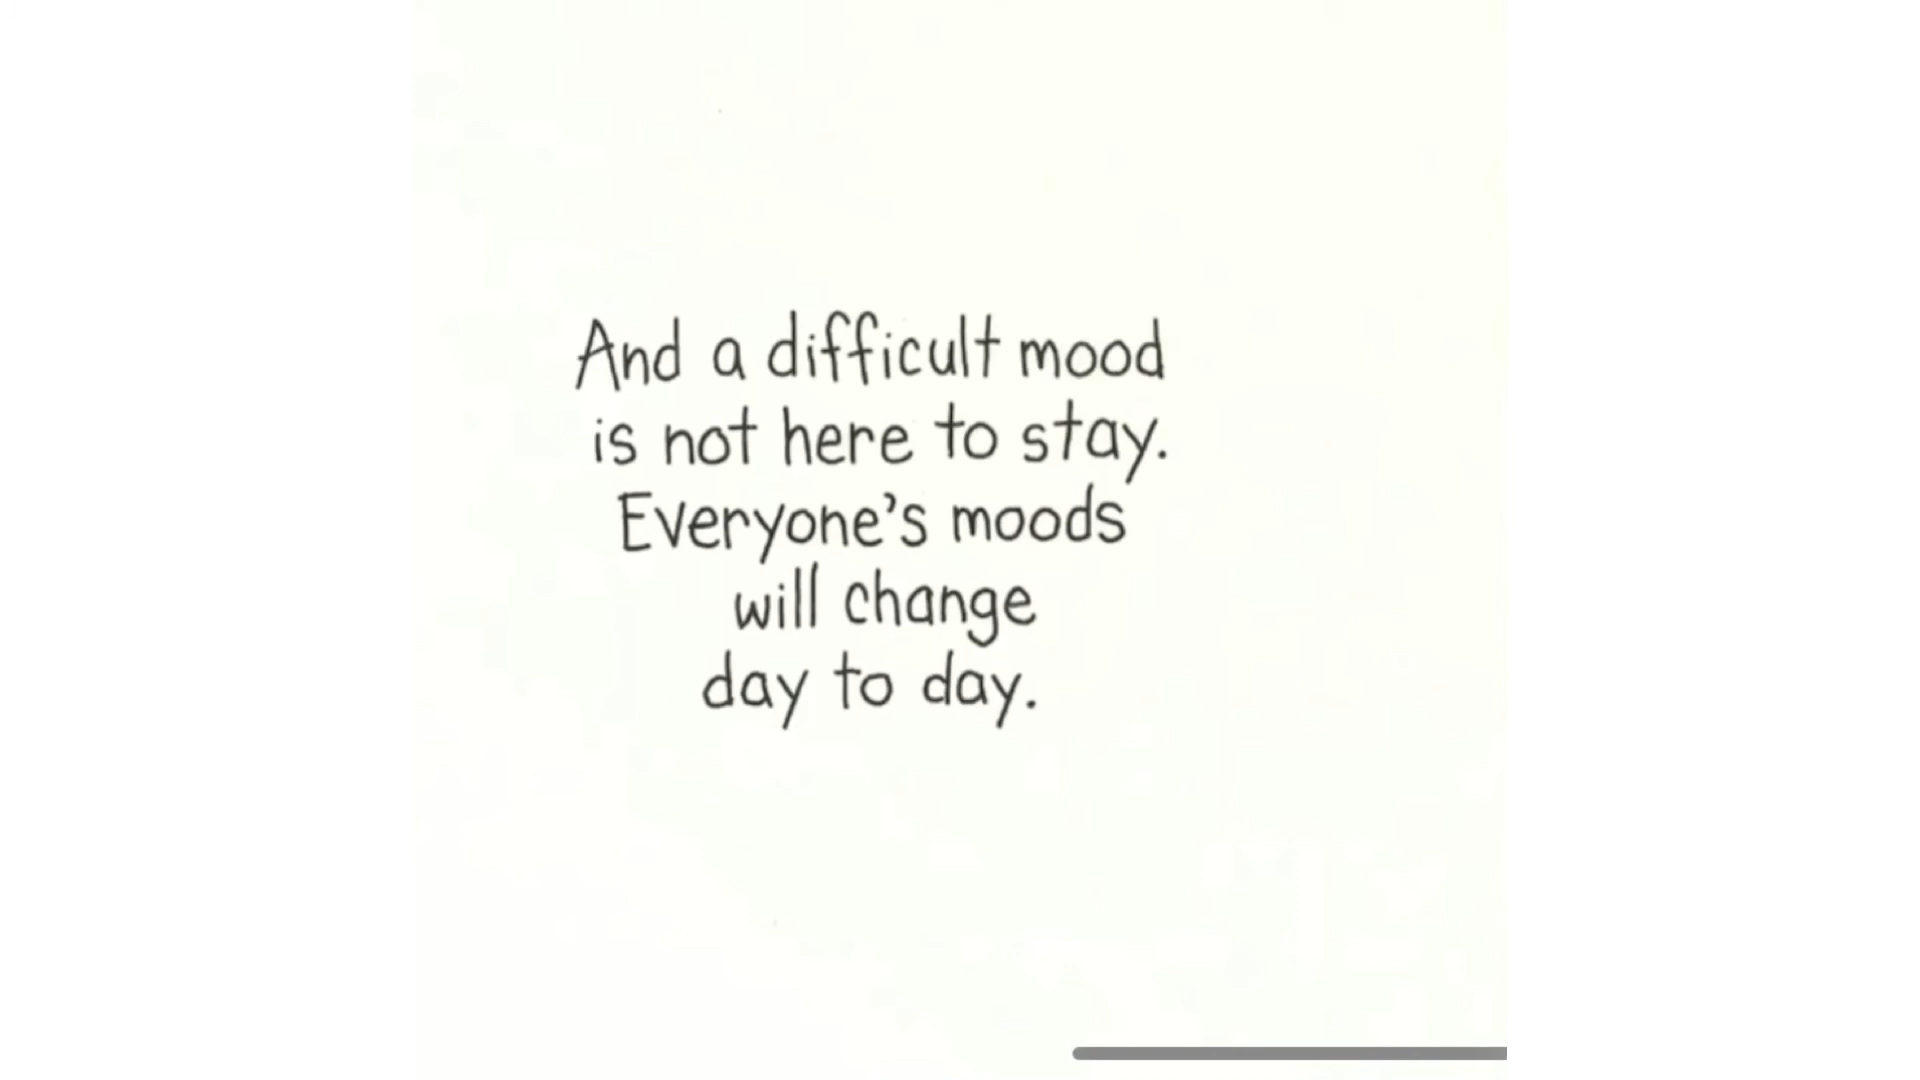 And a difficult mood
is not here to stay.
Everyone's moods
will change
day to day.